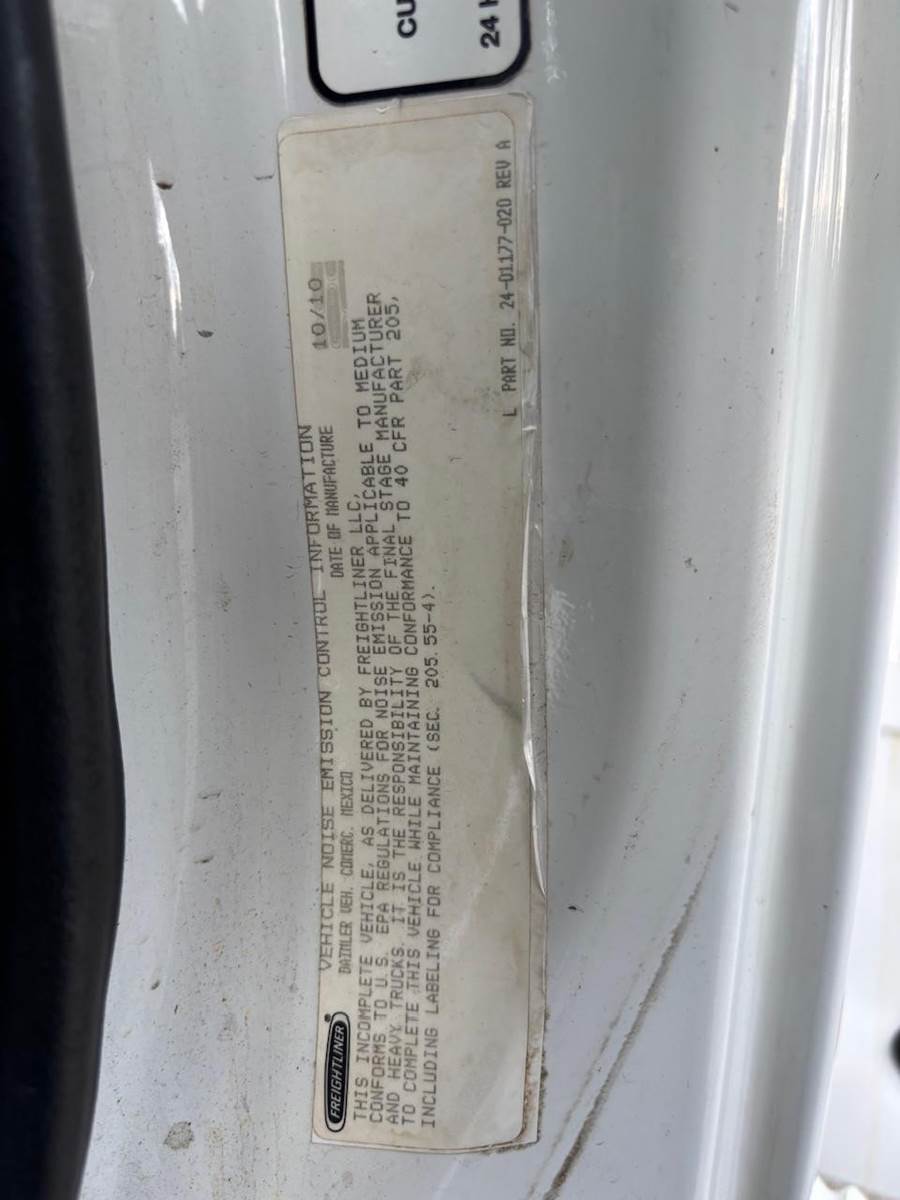 CU
24 H
FREIGHTLINER
VEHICLE NOISE EMISSION CONTROL INFORMATION
DAIMLER VEH. COMERC. MEXICO DATE OF MANUFACTURE 10/10
THIS INCOMPLETE VEHICLE, AS DELIVERED BY FREIGHTLINER LLC,
CONFORMS TO U.S. EPA REGULATIONS FOR NOISE EMISSION APPLICABLE TO MEDIUM
AND HEAVY TRUCKS. IT IS THE RESPONSIBILITY OF THE FINAL STAGE MANUFACTURER
TO COMPLETE THIS VEHICLE WHILE MAINTAINING CONFORMANCE TO 40 CFR PART 205,
INCLUDING LABELING FOR COMPLIANCE (SEC. 205.55-4).
L PART NO. 24-01177-020 REV A